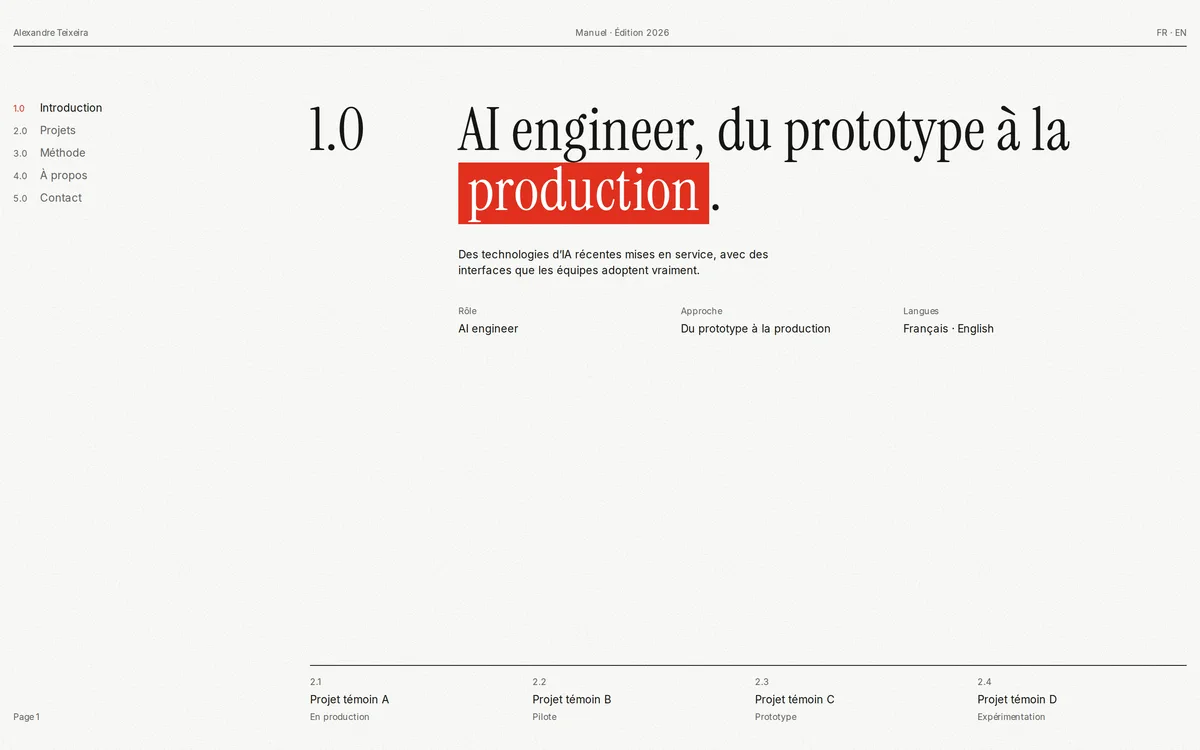 Alexandre Teixeira
Manuel · Édition 2026
FR · EN
1.0 Introduction
2.0 Projets
3.0 Méthode
4.0 À propos
5.0 Contact
1.0
AI engineer, du prototype à la
production.
Des technologies d’IA récentes mises en service, avec des
interfaces que les équipes adoptent vraiment.
Rôle
AI engineer
Approche
Du prototype à la production
Langues
Français · English
2.1
Projet témoin A
En production
2.2
Projet témoin B
Pilote
2.3
Projet témoin C
Prototype
2.4
Projet témoin D
Expérimentation
Page 1